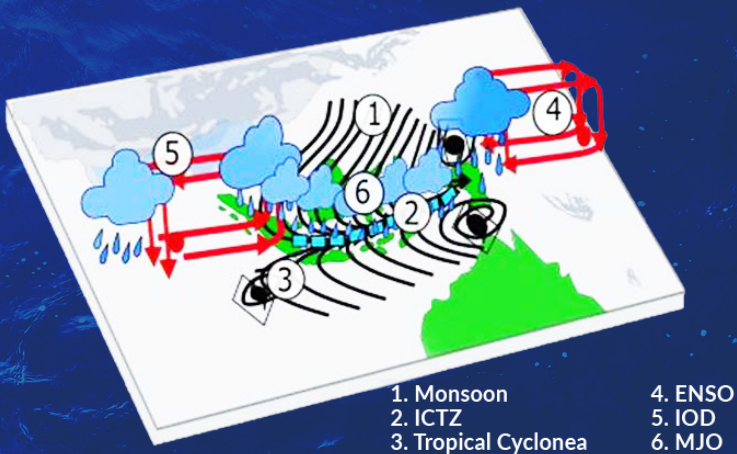 1
4
5
6
2
3
1. Monsoon
2. ICTZ
3. Tropical Cyclonea
4. ENSO
5. IOD
6. MJO